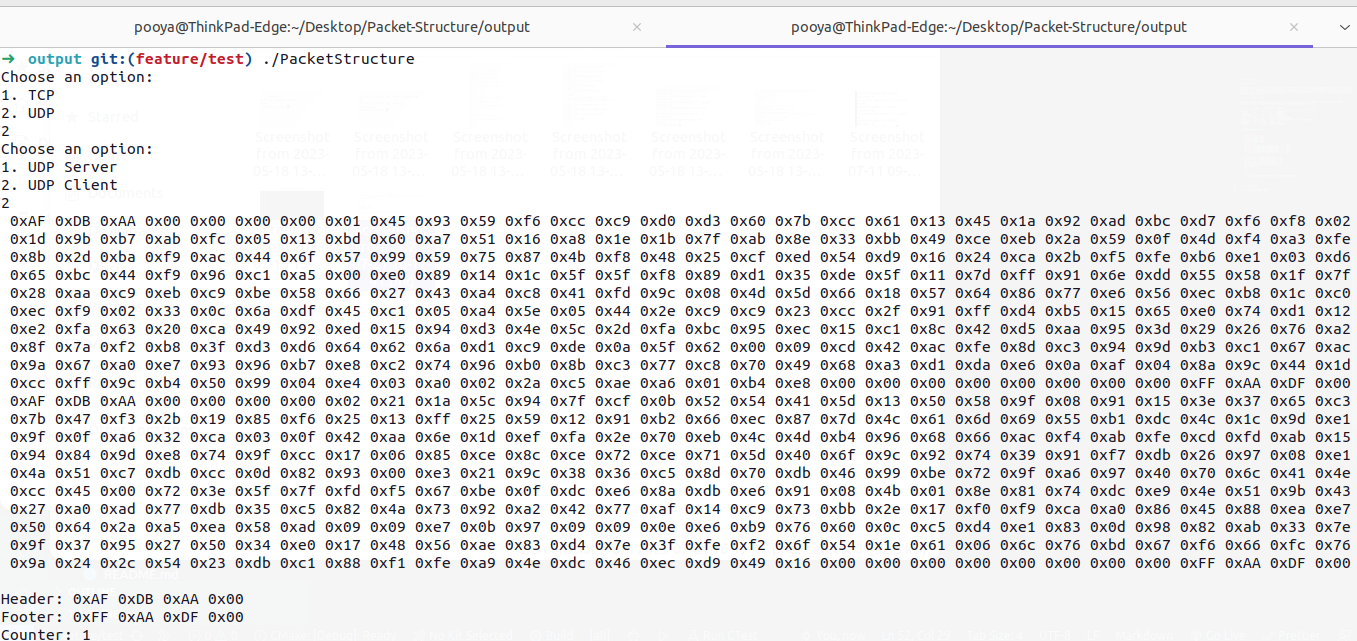 pooya@ThinkPad-Edge:~/Desktop/Packet-Structure/output × pooya@ThinkPad-Edge:~/Desktop/Packet-Structure/output ×
➜ output git:(feature/test) ./PacketStructure
Choose an option:
1. TCP
2. UDP
2
Choose an option:
1. UDP Server
2. UDP Client
2
0xAF 0xDB 0xAA 0x00 0x00 0x00 0x00 0x01 0x45 0x93 0x59 0xf6 0xcc 0xc9 0xd0 0xd3 0x60 0x7b 0xcc 0x61 0x13 0x45 0x1a 0x92 0xad 0xbc 0xd7 0xf6 0xf8 0x02
0x1d 0x9b 0xb7 0xab 0xfc 0x05 0x13 0xbd 0x60 0xa7 0x51 0x16 0xa8 0x1e 0x1b 0x7f 0xab 0x8e 0x33 0xbb 0x49 0xce 0xeb 0x2a 0x59 0x0f 0x4d 0xf4 0xa3 0xfe
0x8b 0x2d 0xba 0xf9 0xac 0x44 0x6f 0x57 0x99 0x59 0x75 0x87 0x4b 0xf8 0x48 0x25 0xcf 0xed 0x54 0xd9 0x16 0x24 0xca 0x2b 0xf5 0xfe 0xb6 0xe1 0x03 0xd6
0x65 0xbc 0x44 0xf9 0x96 0xc1 0xa5 0x00 0xe0 0x89 0x14 0x1c 0x5f 0x5f 0xf8 0x89 0xd1 0x35 0xde 0x5f 0x11 0x7d 0xff 0x91 0x6e 0xdd 0x55 0x58 0x1f 0x7f
0x28 0xaa 0xc9 0xeb 0xc9 0xbe 0x58 0x66 0x27 0x43 0xa4 0xc8 0x41 0xfd 0x9c 0x08 0x4d 0x5d 0x66 0x18 0x57 0x64 0x86 0x77 0xe6 0x56 0xec 0xb8 0x1c 0xc0
0xec 0xf9 0x02 0x33 0x0c 0x6a 0xdf 0x45 0xc1 0x05 0xa4 0x5e 0x05 0x44 0x2e 0xc9 0xc9 0x23 0xcc 0x2f 0x91 0xff 0xd4 0xb5 0x15 0x65 0xe0 0x74 0xd1 0x12
0xe2 0xfa 0x63 0x20 0xca 0x49 0x92 0xed 0x15 0x94 0xd3 0x4e 0x5c 0x2d 0xfa 0xbc 0x95 0xec 0x15 0xc1 0x8c 0x42 0xd5 0xaa 0x95 0x3d 0x29 0x26 0x76 0xa2
0x8f 0x7a 0xf2 0xb8 0x3f 0xd3 0xd6 0x64 0x62 0x6a 0xd1 0xc9 0xde 0x0a 0x5f 0x62 0x00 0x09 0xcd 0x42 0xac 0xfe 0x8d 0xc3 0x94 0x9d 0xb3 0xc1 0x67 0xac
0x9a 0x67 0xa0 0xe7 0x93 0x96 0xb7 0xe8 0xc2 0x74 0x96 0xb0 0x8b 0xc3 0x77 0xc8 0x70 0x49 0x68 0xa3 0xd1 0xda 0xe6 0x0a 0xaf 0x04 0x8a 0x9c 0x44 0x1d
0xcc 0xff 0x9c 0xb4 0x50 0x99 0x04 0xe4 0x03 0xa0 0x02 0x2a 0xc5 0xae 0xa6 0x01 0xb4 0xe8 0x00 0x00 0x00 0x00 0x00 0x00 0x00 0x00 0xFF 0xAA 0xDF 0x00
0xAF 0xDB 0xAA 0x00 0x00 0x00 0x00 0x02 0x21 0x1a 0x5c 0x94 0x7f 0xcf 0x0b 0x52 0x54 0x41 0x5d 0x13 0x50 0x58 0x9f 0x08 0x91 0x15 0x3e 0x37 0x65 0xc3
0x7b 0x47 0xf3 0x2b 0x19 0x85 0xf6 0x25 0x13 0xff 0x25 0x59 0x12 0x91 0xb2 0x66 0xec 0x87 0x7d 0x4c 0x61 0x6d 0x69 0x55 0xb1 0xdc 0x4c 0x1c 0x9d 0xe1
0x9f 0x0f 0xa6 0x32 0xca 0x03 0x0f 0x42 0xaa 0x6e 0x1d 0xef 0xfa 0x2e 0x70 0xeb 0x4c 0x4d 0xb4 0x96 0x68 0x66 0xac 0xf4 0xab 0xfe 0xcd 0xfd 0xab 0x15
0x94 0x84 0x9d 0xe8 0x74 0x9f 0xcc 0x17 0x06 0x85 0xce 0x8c 0xce 0x72 0xce 0x71 0x5d 0x40 0x6f 0x9c 0x92 0x74 0x39 0x91 0xf7 0xdb 0x26 0x97 0x08 0xe1
0x4a 0x51 0xc7 0xdb 0xcc 0x0d 0x82 0x93 0x00 0xe3 0x21 0x9c 0x38 0x36 0xc5 0x8d 0x70 0xdb 0x46 0x99 0xbe 0x72 0x9f 0xa6 0x97 0x40 0x70 0x6c 0x41 0x4e
0xcc 0x45 0x00 0x72 0x3e 0x5f 0x7f 0xfd 0xf5 0x67 0xbe 0x0f 0xdc 0xe6 0x8a 0xdb 0xe6 0x91 0x08 0x4b 0x01 0x8e 0x81 0x74 0xdc 0xe9 0x4e 0x51 0x9b 0x43
0x27 0xa0 0xad 0x77 0xdb 0x35 0xc5 0x82 0x4a 0x73 0x92 0xa2 0x42 0x77 0xaf 0x14 0xc9 0x73 0xbb 0x2e 0x17 0xf0 0xf9 0xca 0xa0 0x86 0x45 0x88 0xea 0xe7
0x50 0x64 0x2a 0xa5 0xea 0x58 0xad 0x09 0x09 0xe7 0x0b 0x97 0x09 0x09 0x0e 0xe6 0xb9 0x76 0x60 0x0c 0xc5 0xd4 0xe1 0x83 0x0d 0x98 0x82 0xab 0x33 0x7e
0x9f 0x37 0x95 0x27 0x50 0x34 0xe0 0x17 0x48 0x56 0xae 0x83 0xd4 0x7e 0x3f 0xfe 0xf2 0x6f 0x54 0x1e 0x61 0x06 0x6c 0x76 0xbd 0x67 0xf6 0x66 0xfc 0x76
0x9a 0x24 0x2c 0x54 0x23 0xdb 0xc1 0x88 0xf1 0xfe 0xa9 0x4e 0xdc 0x46 0xec 0xd9 0x49 0x16 0x00 0x00 0x00 0x00 0x00 0x00 0x00 0x00 0xFF 0xAA 0xDF 0x00
Header: 0xAF 0xDB 0xAA 0x00
Footer: 0xFF 0xAA 0xDF 0x00
Counter: 1